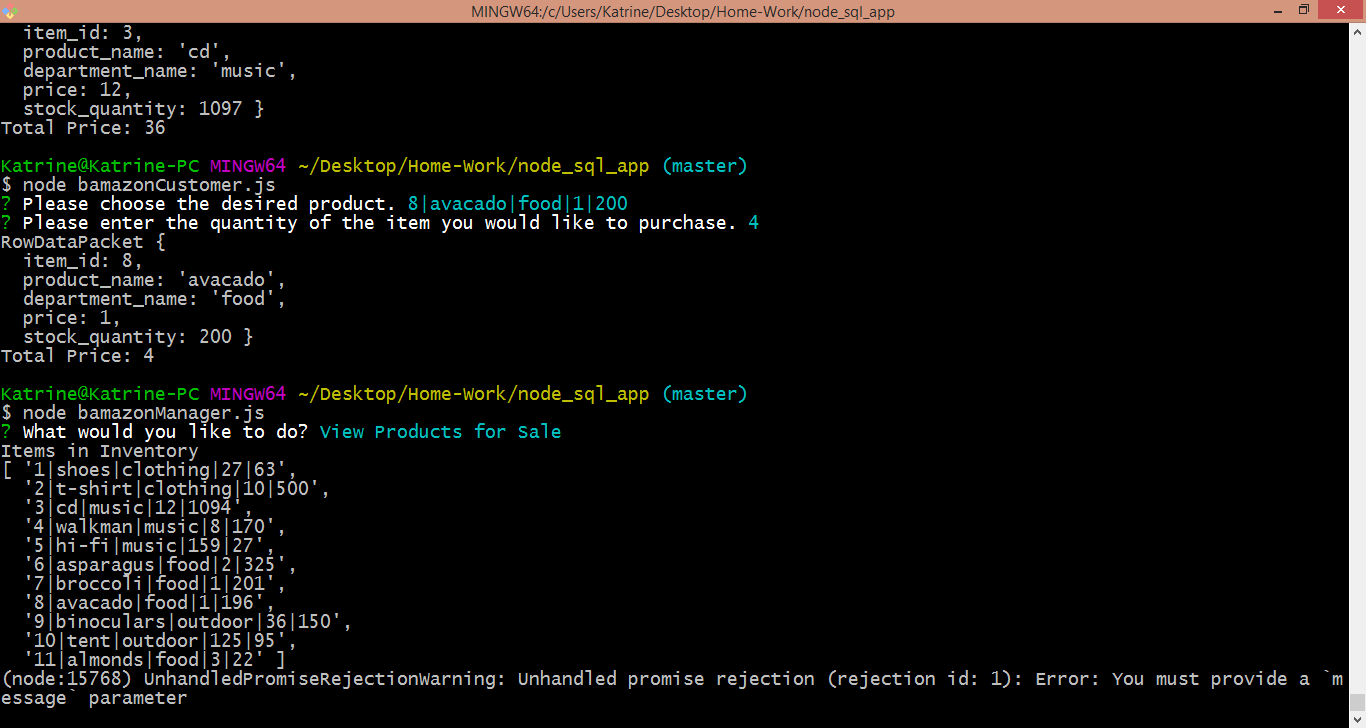 MINGW64:/c/Users/Katrine/Desktop/Home-Work/node_sql_app
  item_id: 3,
  product_name: 'cd',
  department_name: 'music',
  price: 12,
  stock_quantity: 1097 }
Total Price: 36
Katrine@Katrine-PC MINGW64 ~/Desktop/Home-Work/node_sql_app (master)
$ node bamazonCustomer.js
? Please choose the desired product. 8|avacado|food|1|200
? Please enter the quantity of the item you would like to purchase. 4
RowDataPacket {
  item_id: 8,
  product_name: 'avacado',
  department_name: 'food',
  price: 1,
  stock_quantity: 200 }
Total Price: 4
Katrine@Katrine-PC MINGW64 ~/Desktop/Home-Work/node_sql_app (master)
$ node bamazonManager.js
? What would you like to do? View Products for Sale
Items in Inventory
[ '1|shoes|clothing|27|63',
  '2|t-shirt|clothing|10|500',
  '3|cd|music|12|1094',
  '4|walkman|music|8|170',
  '5|hi-fi|music|159|27',
  '6|asparagus|food|2|325',
  '7|broccoli|food|1|201',
  '8|avacado|food|1|196',
  '9|binoculars|outdoor|36|150',
  '10|tent|outdoor|125|95',
  '11|almonds|food|3|22' ]
(node:15768) UnhandledPromiseRejectionWarning: Unhandled promise rejection (rejection id: 1): Error: You must provide a `m
essage` parameter